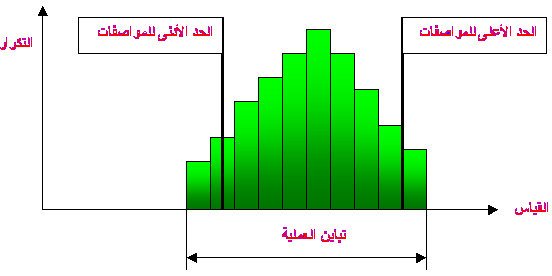 الحد الأعلى للمواصفات
الحد الأدنى للمواصفات
التكرار
القياس
تباين العملية